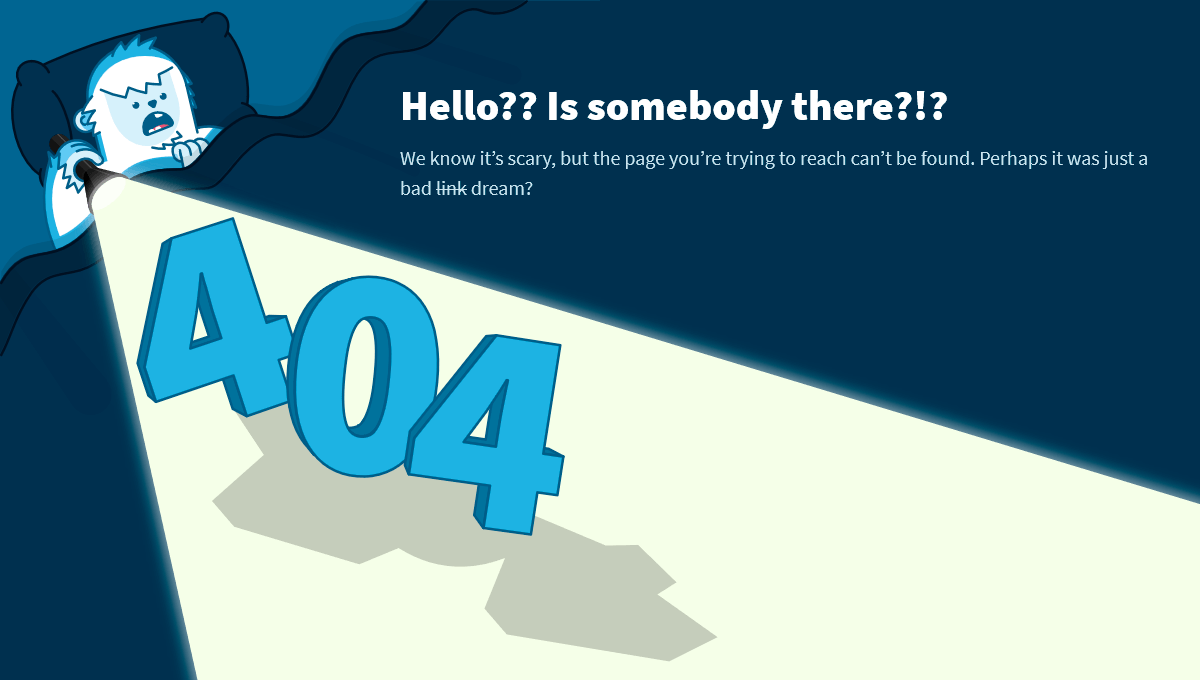 Hello?? Is somebody there?!?
We know it’s scary, but the page you’re trying to reach can’t be found. Perhaps it was just a
bad link dream?
404